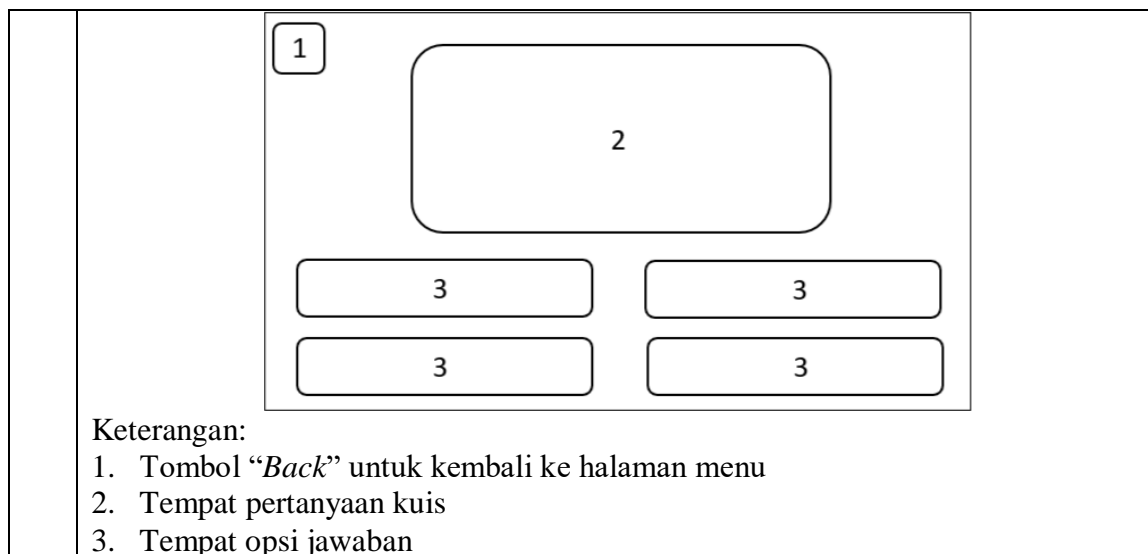 1
2
3 3
3 3
Keterangan:
1. Tombol “Back” untuk kembali ke halaman menu
2. Tempat pertanyaan kuis
3. Tempat opsi jawaban